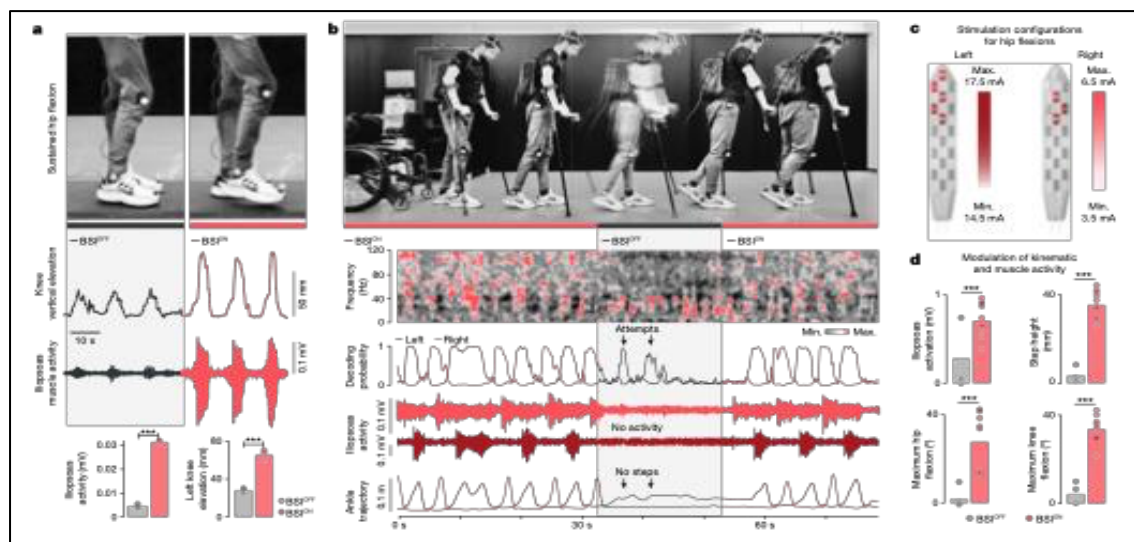 a
Sustained hip flexion
BSI^OFF
BSI^ON
Knee
vertical elevation
50 mm
10 s
Iliopsoas
muscle activity
0.1 mV
Iliopsoas
activity (mV)
0.03
0.02
0.01
0
***
Left knee
elevation (mm)
80
40
0
***
BSI^OFF
BSI^ON
b
BSI^ON
BSI^OFF
BSI^ON
Frequency
(Hz)
120
80
40
0
Min.
Max.
Left
Right
Attempts
Decoding
probability
1
0
Iliopsoas
activity
0.1 mV
0.1 mV
No activity
No steps
Ankle
trajectory
0.1 m
0 s
30 s
60 s
c
Stimulation configurations
for hip flexions
Left
Right
Max.
17.5 mA
Max.
6.5 mA
Min.
14.5 mA
Min.
3.5 mA
d
Modulation of kinematic
and muscle activity
Iliopsoas
activation (mV)
1
0
***
Step height
(mm)
40
0
***
Maximum hip
flexion (°)
40
0
***
Maximum knee
flexion (°)
40
0
***
BSI^OFF
BSI^ON